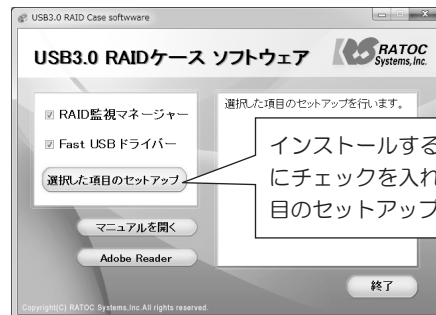 USB3.0 RAID Case softwware
USB3.0 RAIDケース ソフトウェア
RATOC
Systems, Inc.
RAID監視マネージャー
Fast USBドライバー
選択した項目のセットアップ
選択した項目のセットアップを行います。
インストールする
にチェックを入れ
目のセットアップ
マニュアルを開く
Adobe Reader
終了
Copyright(C) RATOC Systems,Inc.All rights reserved.